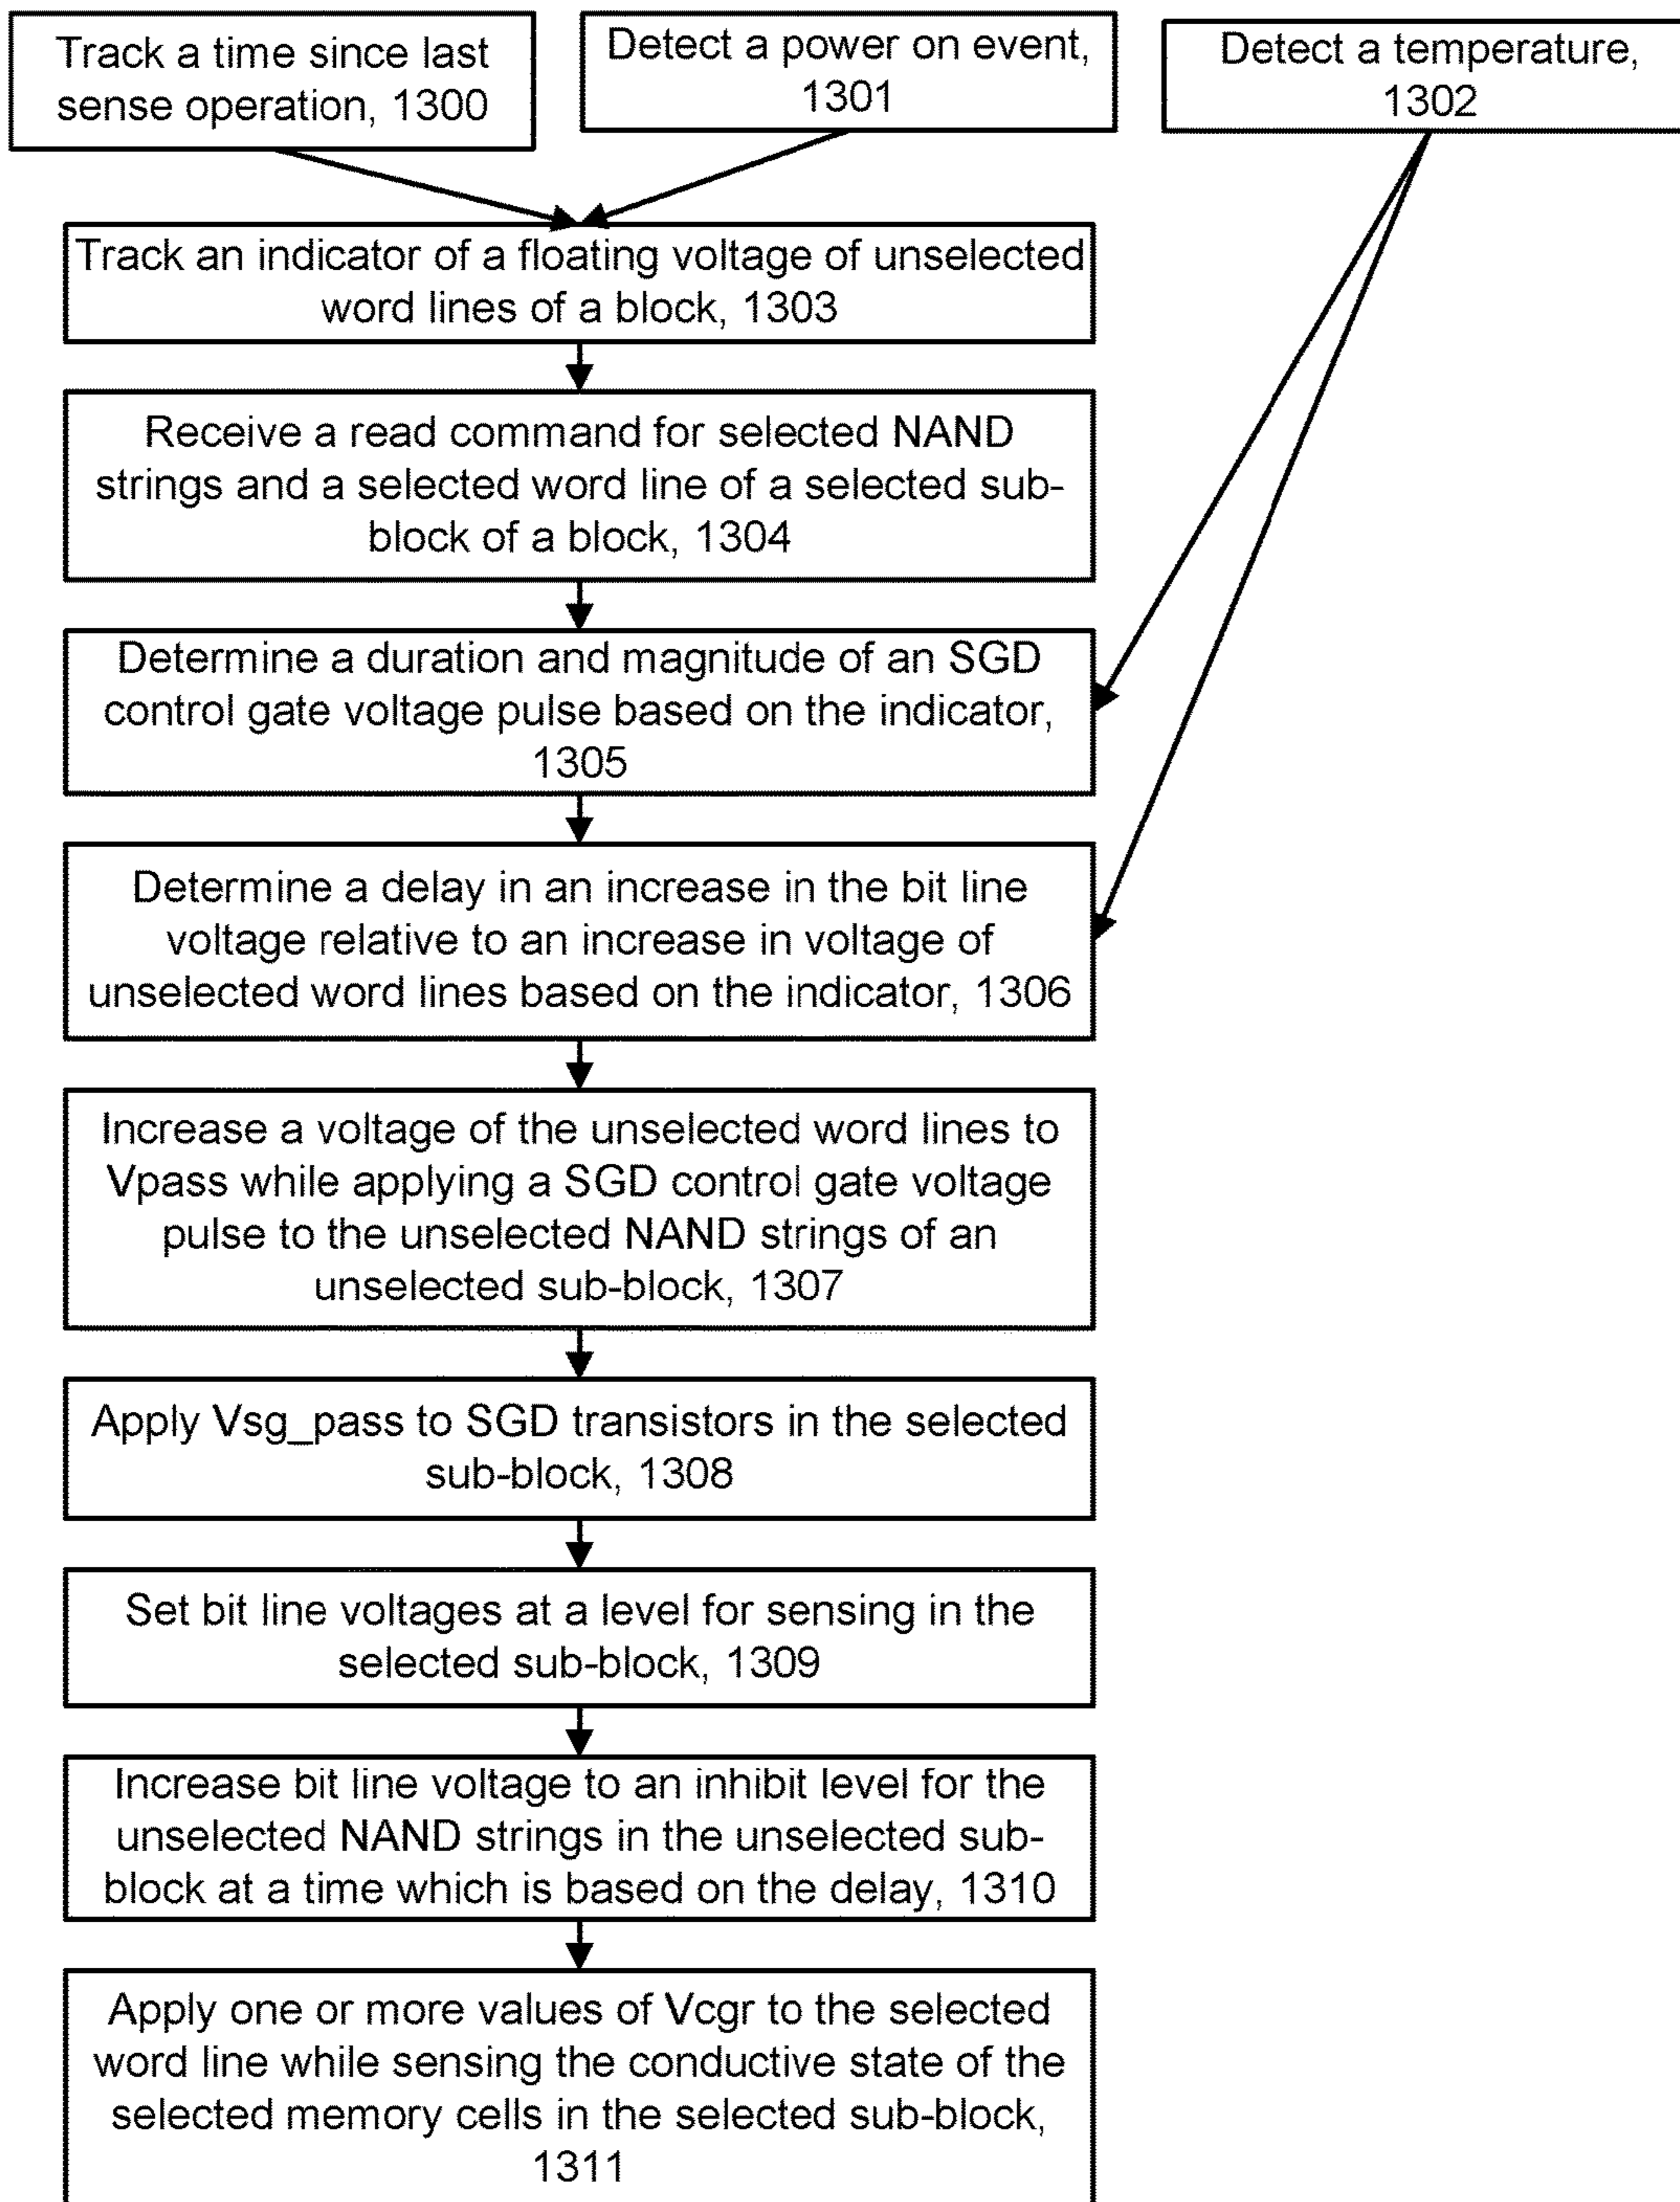 Track a time since last
sense operation, 1300
Detect a power on event,
1301
Detect a temperature,
1302
Track an indicator of a floating voltage of unselected
word lines of a block, 1303
Receive a read command for selected NAND
strings and a selected word line of a selected sub-
block of a block, 1304
Determine a duration and magnitude of an SGD
control gate voltage pulse based on the indicator,
1305
Determine a delay in an increase in the bit line
voltage relative to an increase in voltage of
unselected word lines based on the indicator, 1306
Increase a voltage of the unselected word lines to
Vpass while applying a SGD control gate voltage
pulse to the unselected NAND strings of an
unselected sub-block, 1307
Apply Vsg_pass to SGD transistors in the selected
sub-block, 1308
Set bit line voltages at a level for sensing in the
selected sub-block, 1309
Increase bit line voltage to an inhibit level for the
unselected NAND strings in the unselected sub-
block at a time which is based on the delay, 1310
Apply one or more values of Vcgr to the selected
word line while sensing the conductive state of the
selected memory cells in the selected sub-block,
1311